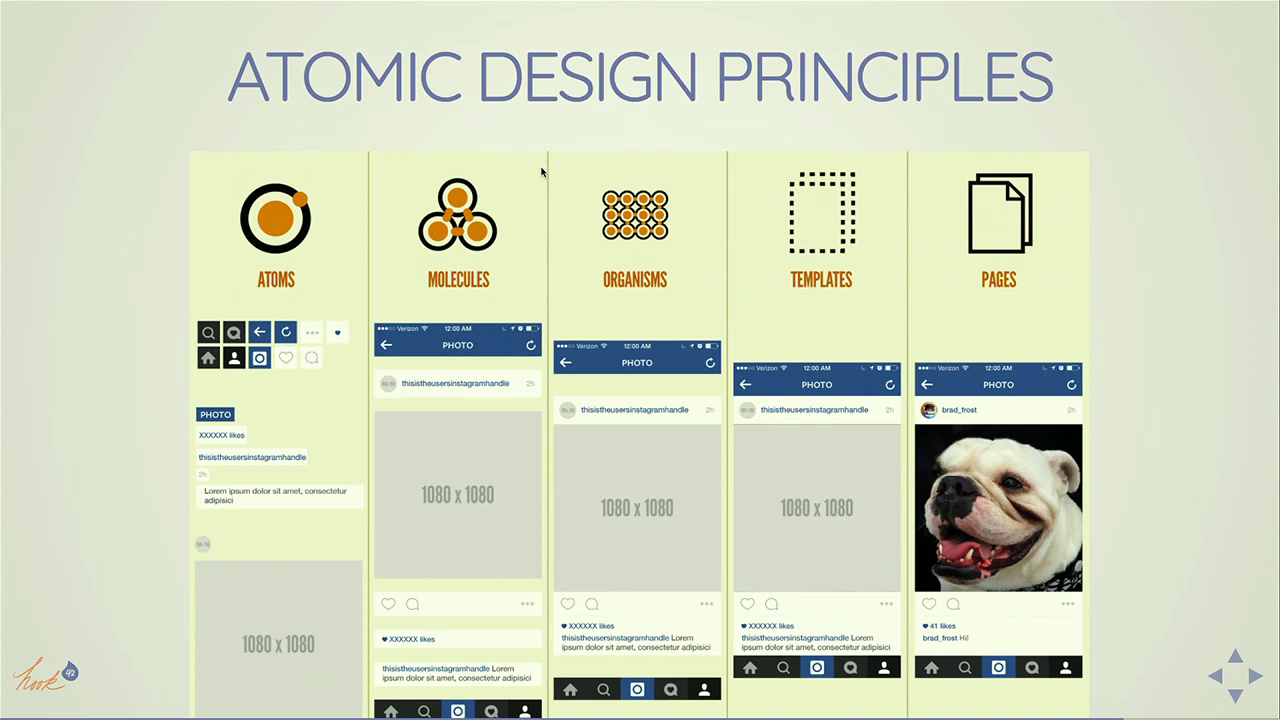 ATOMIC DESIGN PRINCIPLES
ATOMS
MOLECULES
ORGANISMS
TEMPLATES
PAGES
PHOTO
XXXXXX likes
thisistheusersinstagramhandle
2h
Lorem ipsum dolor sit amet, consectetur
adipisici
1080 x 1080
Verizon 12:00 AM
PHOTO
thisistheusersinstagramhandle 2h
1080 x 1080
XXXXXX likes
thisistheusersinstagramhandle Lorem
ipsum dolor sit amet, consectetur adipisici
Verizon 12:00 AM
PHOTO
thisistheusersinstagramhandle 2h
1080 x 1080
XXXXXX likes
thisistheusersinstagramhandle Lorem
ipsum dolor sit amet, consectetur adipisici
Verizon 12:00 AM
PHOTO
thisistheusersinstagramhandle 2h
1080 x 1080
XXXXXX likes
thisistheusersinstagramhandle Lorem
ipsum dolor sit amet, consectetur adipisici
Verizon 12:00 AM
PHOTO
brad_frost 2h
41 likes
brad_frost Hi!
hook 42